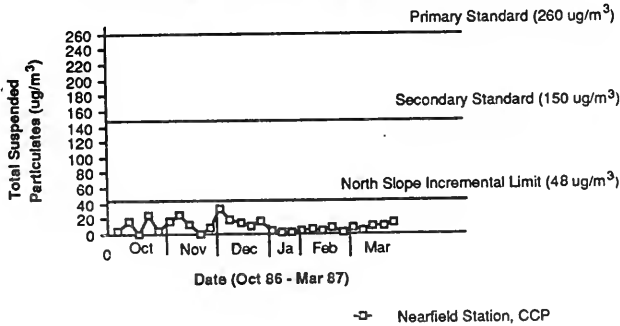 Primary Standard (260 ug/m3)
260
240
220
200
180
160
140
120
100
80
60
40
20
0
Total Suspended
Particulates (ug/m3)
Secondary Standard (150 ug/m3)
North Slope Incremental Limit (48 ug/m3)
0
Oct
Nov
Dec
Ja
Feb
Mar
Date (Oct 86 - Mar 87)
Nearfield Station, CCP